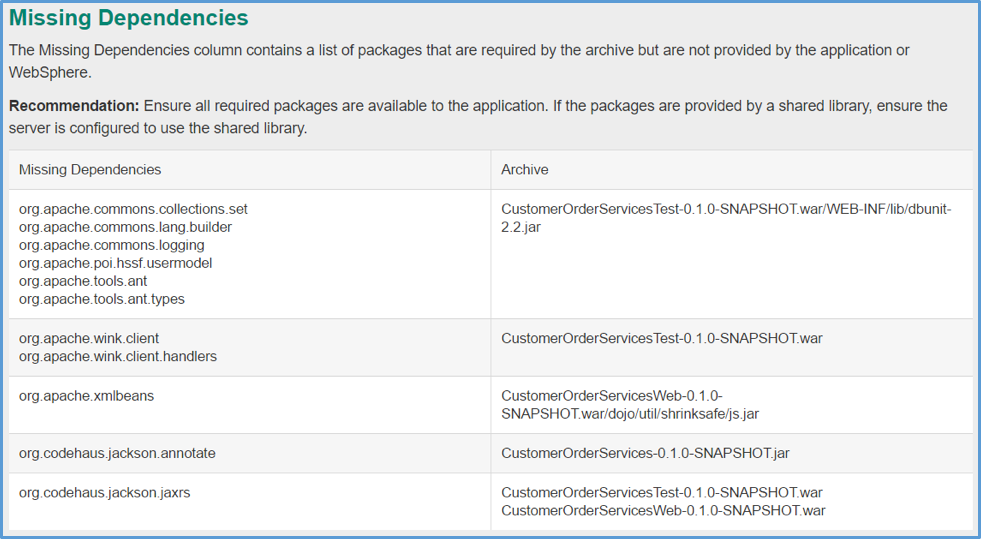 Missing Dependencies
The Missing Dependencies column contains a list of packages that are required by the archive but are not provided by the application or
WebSphere.
Recommendation: Ensure all required packages are available to the application. If the packages are provided by a shared library, ensure the
server is configured to use the shared library.
Missing Dependencies
Archive
org.apache.commons.collections.set
org.apache.commons.lang.builder
org.apache.commons.logging
org.apache.poi.hssf.usermodel
org.apache.tools.ant
org.apache.tools.ant.types
CustomerOrderServicesTest-0.1.0-SNAPSHOT.war/WEB-INF/lib/dbunit-
2.2.jar
org.apache.wink.client
org.apache.wink.client.handlers
CustomerOrderServicesTest-0.1.0-SNAPSHOT.war
org.apache.xmlbeans
CustomerOrderServicesWeb-0.1.0-
SNAPSHOT.war/dojo/util/shrinksafe/js.jar
org.codehaus.jackson.annotate
CustomerOrderServices-0.1.0-SNAPSHOT.jar
org.codehaus.jackson.jaxrs
CustomerOrderServicesTest-0.1.0-SNAPSHOT.war
CustomerOrderServicesWeb-0.1.0-SNAPSHOT.war